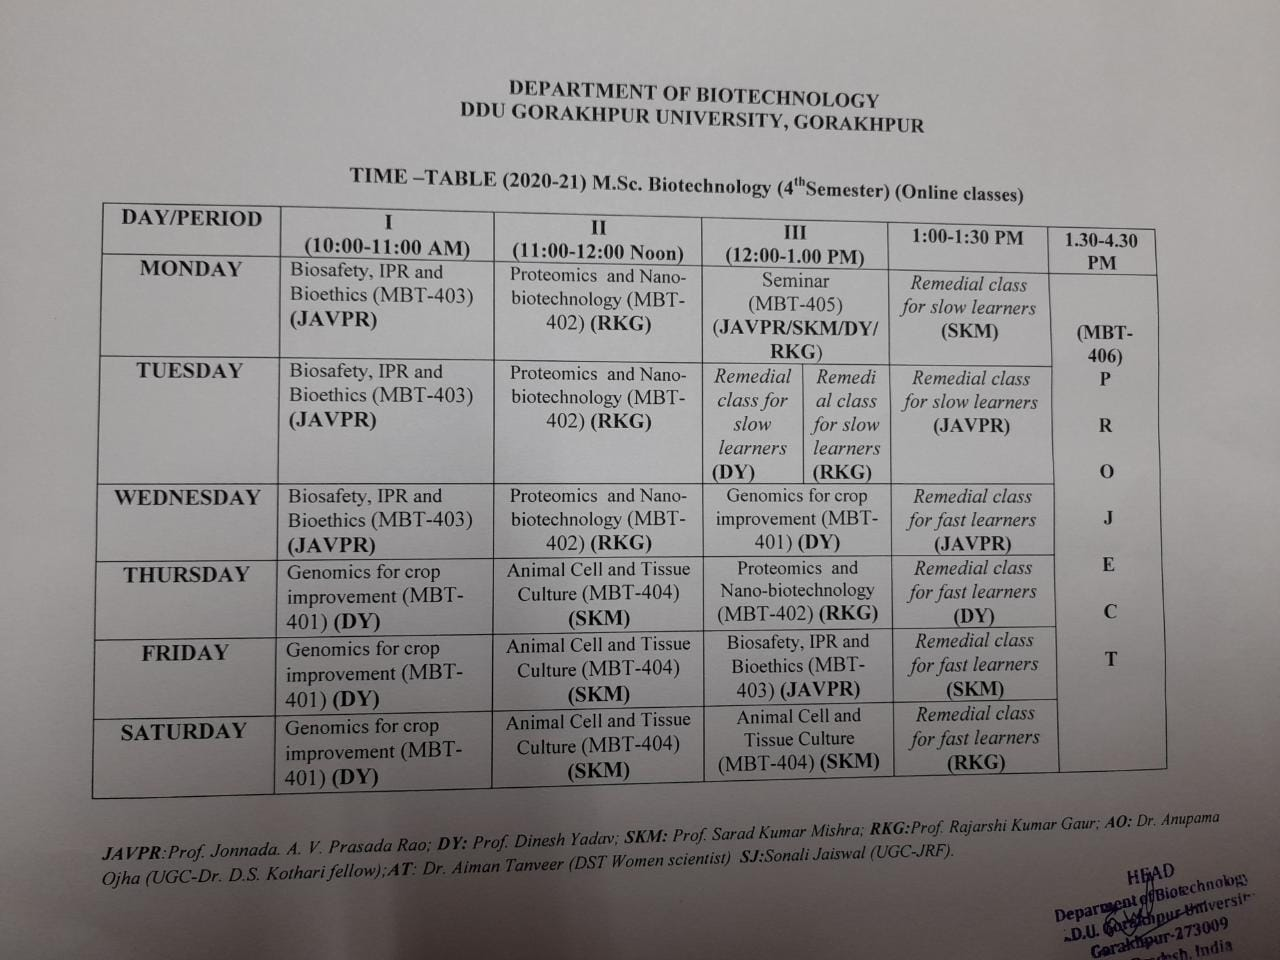 DEPARTMENT OF BIOTECHNOLOGY
DDU GORAKHPUR UNIVERSITY, GORAKHPUR
TIME –TABLE (2020-21) M.Sc. Biotechnology (4thSemester) (Online classes)
DAY/PERIOD
I
(10:00-11:00 AM)
II
(11:00-12:00 Noon)
III
(12:00-1.00 PM)
1:00-1:30 PM
1.30-4.30
PM
MONDAY
Biosafety, IPR and
Bioethics (MBT-403)
(JAVPR)
Proteomics and Nano-
biotechnology (MBT-
402) (RKG)
Seminar
(MBT-405)
(JAVPR/SKM/DY/
RKG)
Remedial class
for slow learners
(SKM)
(MBT-
406)
P
R
O
J
E
C
T
TUESDAY
Biosafety, IPR and
Bioethics (MBT-403)
(JAVPR)
Proteomics and Nano-
biotechnology (MBT-
402) (RKG)
Remedial
class for
slow
learners
(DY)
Remedi
al class
for slow
learners
(RKG)
Remedial class
for slow learners
(JAVPR)
WEDNESDAY
Biosafety, IPR and
Bioethics (MBT-403)
(JAVPR)
Proteomics and Nano-
biotechnology (MBT-
402) (RKG)
Genomics for crop
improvement (MBT-
401) (DY)
Remedial class
for fast learners
(JAVPR)
THURSDAY
Genomics for crop
improvement (MBT-
401) (DY)
Animal Cell and Tissue
Culture (MBT-404)
(SKM)
Proteomics and
Nano-biotechnology
(MBT-402) (RKG)
Remedial class
for fast learners
(DY)
FRIDAY
Genomics for crop
improvement (MBT-
401) (DY)
Animal Cell and Tissue
Culture (MBT-404)
(SKM)
Biosafety, IPR and
Bioethics (MBT-
403) (JAVPR)
Remedial class
for fast learners
(SKM)
SATURDAY
Genomics for crop
improvement (MBT-
401) (DY)
Animal Cell and Tissue
Culture (MBT-404)
(SKM)
Animal Cell and
Tissue Culture
(MBT-404) (SKM)
Remedial class
for fast learners
(RKG)
JAVPR:Prof. Jonnada. A. V. Prasada Rao; DY: Prof. Dinesh Yadav; SKM: Prof. Sarad Kumar Mishra; RKG:Prof. Rajarshi Kumar Gaur; AO: Dr. Anupama
Ojha (UGC-Dr. D.S. Kothari fellow);AT: Dr. Aiman Tanveer (DST Women scientist) SJ:Sonali Jaiswal (UGC-JRF).
HEAD
Deparment of Biotechnology
D.U. Gorakhpur Universit
Gorakhpur-273009
India